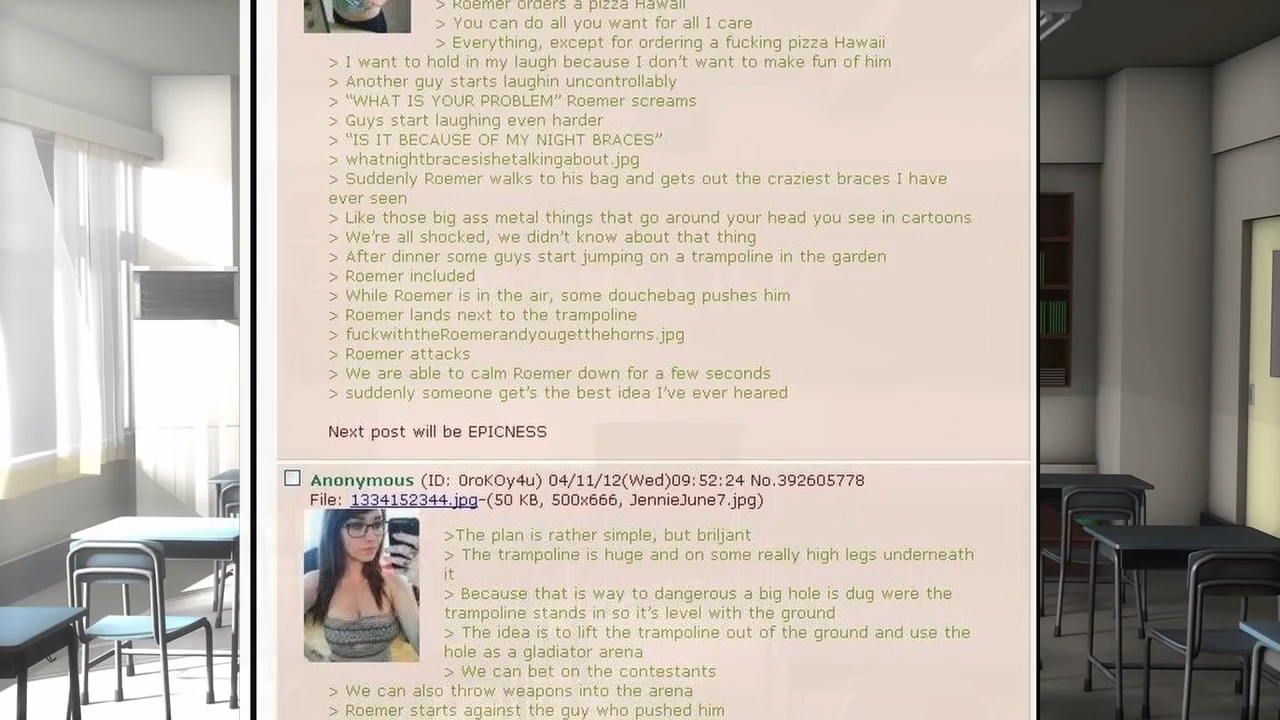 > Roemer orders a pizza Hawaii
> You can do all you want for all I care
> Everything, except for ordering a fucking pizza Hawaii
> I want to hold in my laugh because I don't want to make fun of him
> Another guy starts laughin uncontrollably
> "WHAT IS YOUR PROBLEM" Roemer screams
> Guys start laughing even harder
> "IS IT BECAUSE OF MY NIGHT BRACES"
> whatnightbracesishetalkingabout.jpg
> Suddenly Roemer walks to his bag and gets out the craziest braces I have
ever seen
> Like those big ass metal things that go around your head you see in cartoons
> We're all shocked, we didn't know about that thing
> After dinner some guys start jumping on a trampoline in the garden
> Roemer included
> While Roemer is in the air, some douchebag pushes him
> Roemer lands next to the trampoline
> fuckwiththeRoemerandyougetthehorns.jpg
> Roemer attacks
> We are able to calm Roemer down for a few seconds
> suddenly someone get's the best idea I've ever heared
Next post will be EPICNESS
Anonymous (ID: 0roKOy4u) 04/11/12(Wed)09:52:24 No.392605778
File: 1334152344.jpg-(50 KB, 500x666, JennieJune7.jpg)
>The plan is rather simple, but briljant
> The trampoline is huge and on some really high legs underneath
it
> Because that is way to dangerous a big hole is dug were the
trampoline stands in so it's level with the ground
> The idea is to lift the trampoline out of the ground and use the
hole as a gladiator arena
> We can bet on the contestants
> We can also throw weapons into the arena
> Roemer starts against the guy who pushed him